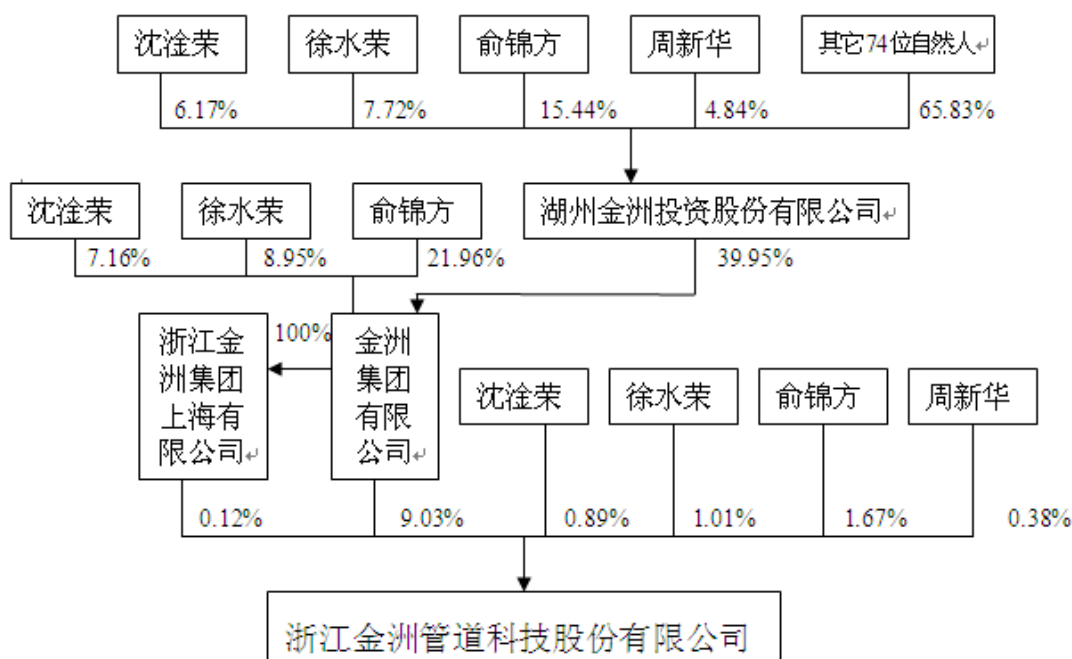 沈淦荣
徐水荣
俞锦方
周新华
其它74位自然人
6.17%
7.72%
15.44%
4.84%
65.83%
沈淦荣
徐水荣
俞锦方
湖州金洲投资股份有限公司
7.16%
8.95%
21.96%
39.95%
浙江金
洲集团
上海有
限公司
100%
金洲
集团
有限
公司
沈淦荣
徐水荣
俞锦方
周新华
0.12%
9.03%
0.89%
1.01%
1.67%
0.38%
浙江金洲管道科技股份有限公司